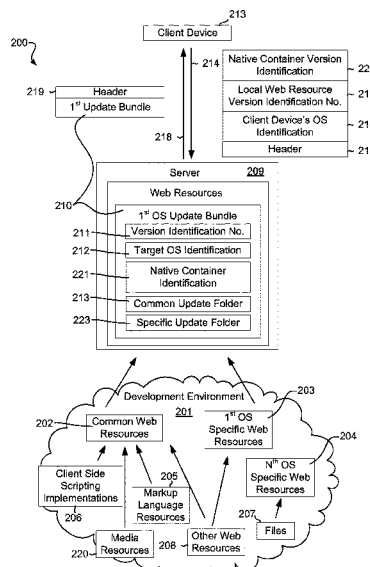 213
Client Device
200
214
219
Header
1st Update Bundle
218
Native Container Version
Identification
22
Local Web Resource
Version Identification No.
21
Client Device's OS
Identification
21
Header
21
Server
209
Web Resources
210
1st OS Update Bundle
211
Version Identification No.
212
Target OS Identification
221
Native Container
Identification
213
Common Update Folder
223
Specific Update Folder
Development Environment
201
202
Common Web
Resources
203
1st OS
Specific Web
Resources
204
Nth OS
Specific Web
Resources
Client Side
Scripting
Implementations
206
205
Markup
Language
Resources
Media
Resources
220
208
Other Web
Resources
207
Files